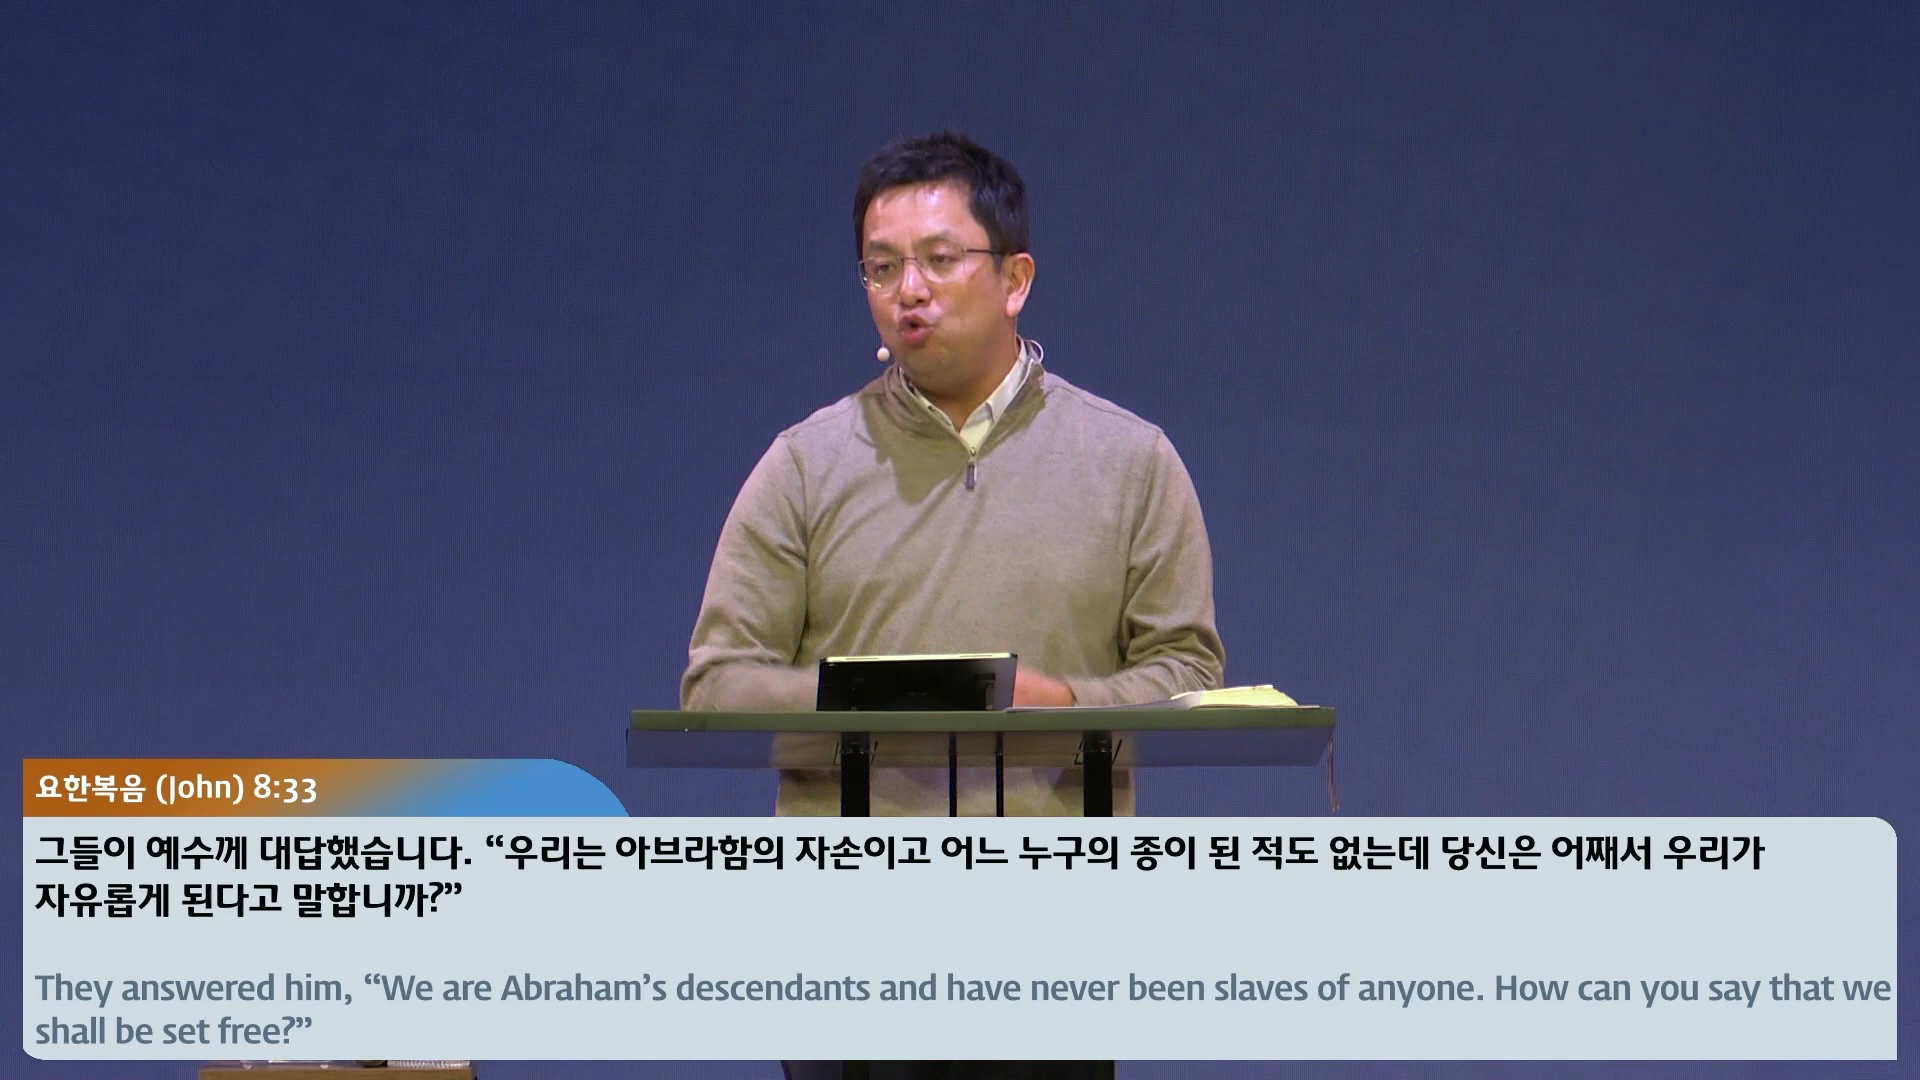 요한복음 (John) 8:33
그들이 예수께 대답했습니다. “우리는 아브라함의 자손이고 어느 누구의 종이 된 적도 없는데 당신은 어째서 우리가
자유롭게 된다고 말합니까?”
They answered him, “We are Abraham’s descendants and have never been slaves of anyone. How can you say that we
shall be set free?”